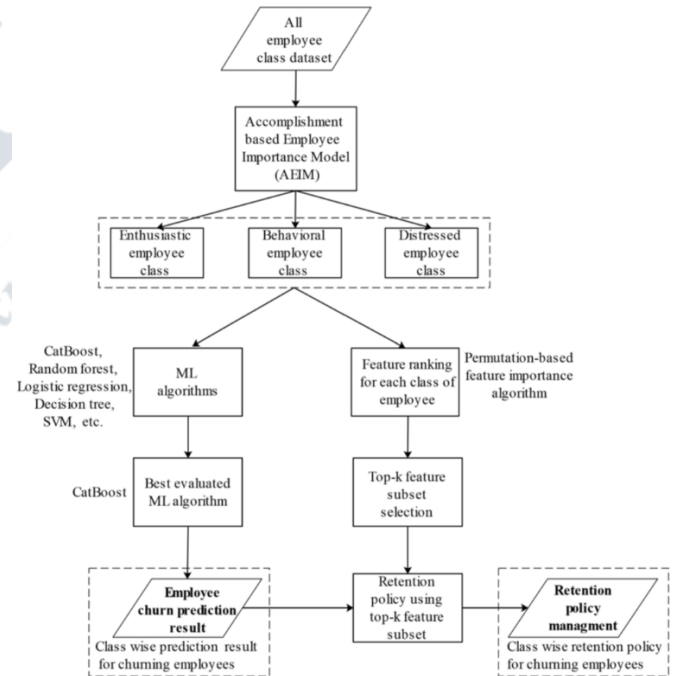 All
employee
class dataset
Accomplishment
based Employee
Importance Model
(AEIM)
Enthusiastic
employee
class
Behavioral
employee
class
Distressed
employee
class
CatBoost,
Random forest,
Logistic regression,
Decision tree,
SVM, etc.
ML
algorithms
Feature ranking
for each class of
employee
Permutation-based
feature importance
algorithm
CatBoost
Best evaluated
ML algorithm
Top-k feature
subset
selection
Employee
churn prediction
result
Class wise prediction result
for churning employees
Retention
policy using
top-k feature
subset
Retention
policy
managment
Class wise retention policy
for churning employees